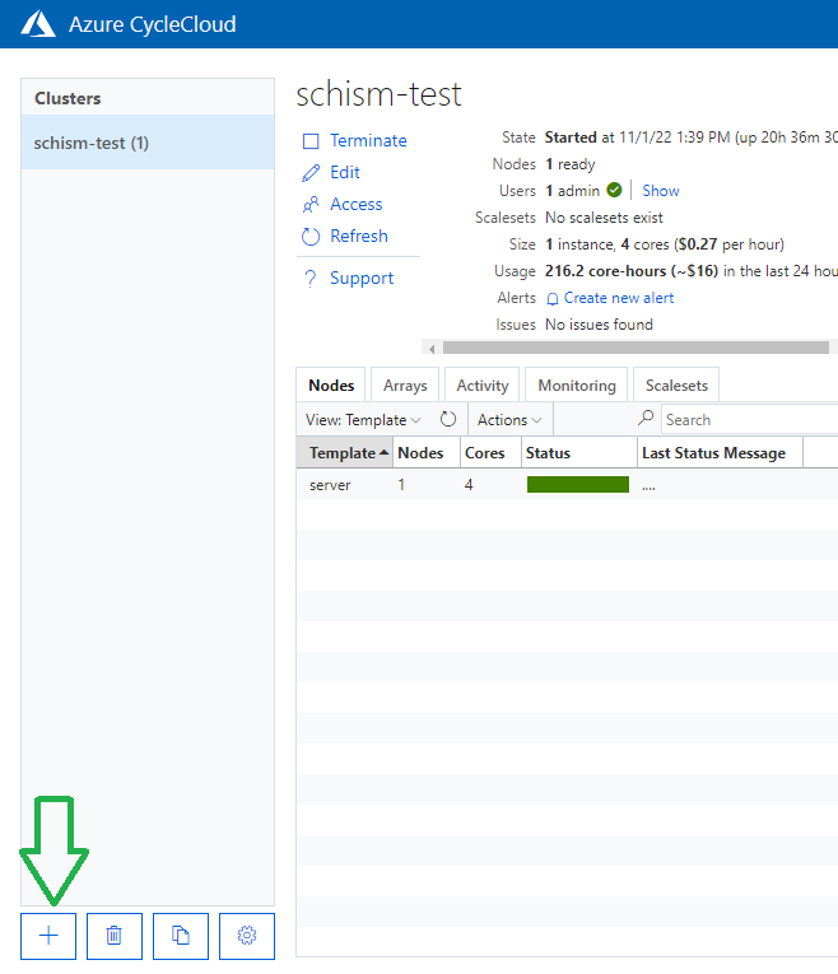 Azure CycleCloud
Clusters
schism-test (1)
schism-test
Terminate
Edit
Access
Refresh
Support
State Started at 11/1/22 1:39 PM (up 20h 36m 30
Nodes 1 ready
Users 1 admin Show
Scalesets No scalesets exist
Size 1 instance, 4 cores ($0.27 per hour)
Usage 216.2 core-hours (~$16) in the last 24 hou
Alerts Create new alert
Issues No issues found
Nodes Arrays Activity Monitoring Scalesets
View: Template Actions Search
Template Nodes Cores Status Last Status Message
server 1 4 ....